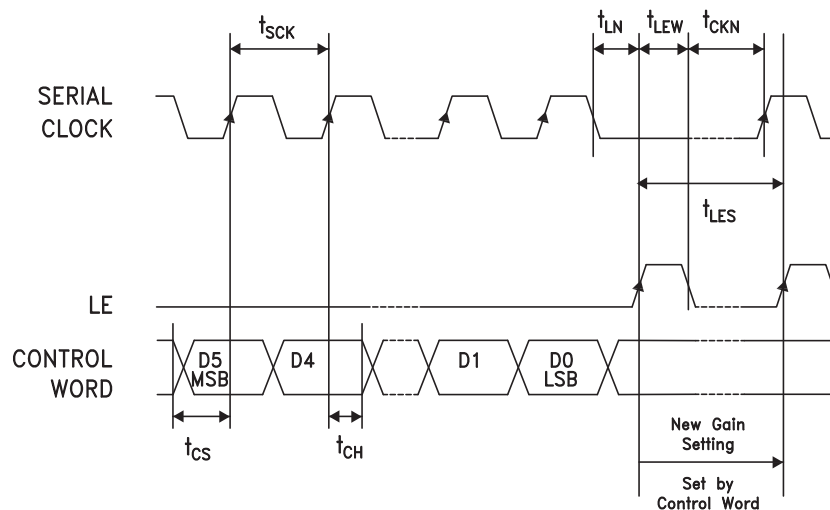 tSCK
tLN
tLEW
tCKN
SERIAL
CLOCK
tLES
LE
CONTROL
WORD
D5
MSB
D4
D1
D0
LSB
tCS
tCH
New Gain
Setting
Set by
Control Word